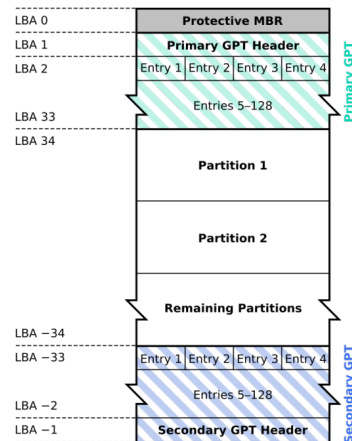 LBA 0
Protective MBR
LBA 1
Primary GPT Header
LBA 2
Entry 1 Entry 2 Entry 3 Entry 4
Entries 5–128
LBA 33
LBA 34
Primary GPT
Partition 1
Partition 2
Remaining Partitions
LBA −34
LBA −33
Entry 1 Entry 2 Entry 3 Entry 4
Entries 5–128
LBA −2
LBA −1
Secondary GPT Header
Secondary GPT